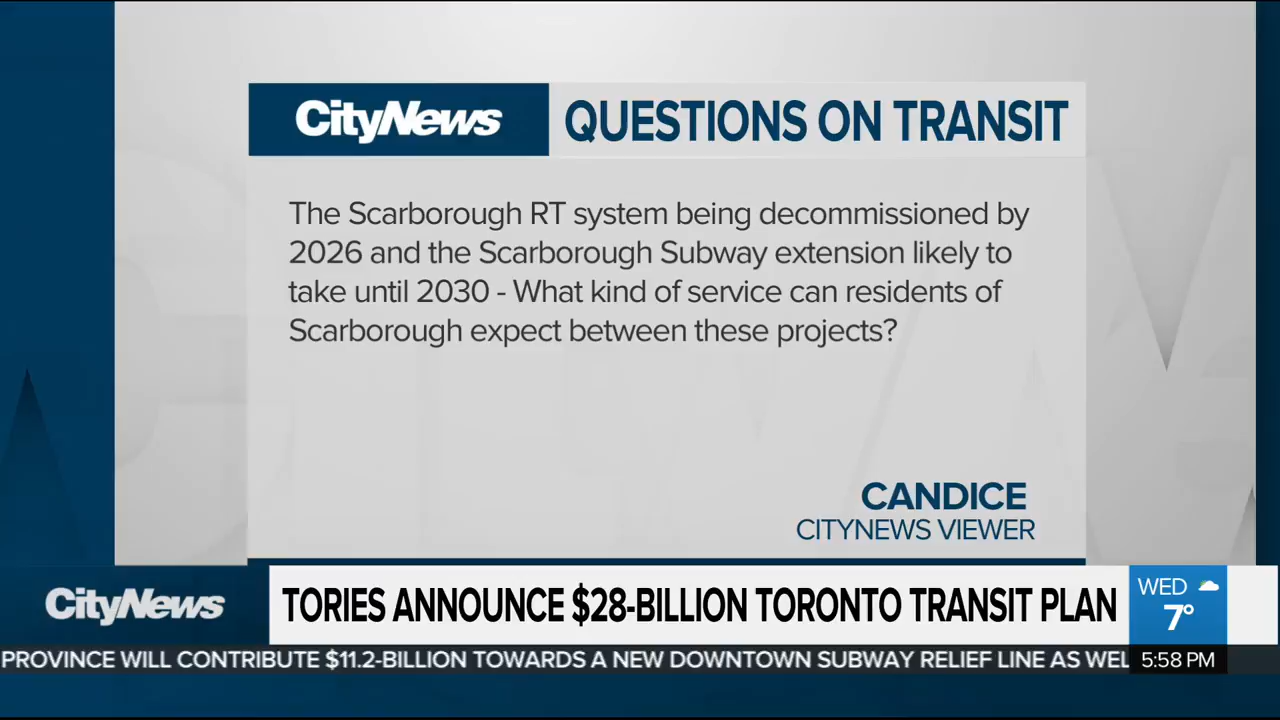 CityNews
QUESTIONS ON TRANSIT
The Scarborough RT system being decommissioned by
2026 and the Scarborough Subway extension likely to
take until 2030 - What kind of service can residents of
Scarborough expect between these projects?
CANDICE
CITYNEWS VIEWER
CityNews
TORIES ANNOUNCE $28-BILLION TORONTO TRANSIT PLAN
WED
7°
PROVINCE WILL CONTRIBUTE $11.2-BILLION TOWARDS A NEW DOWNTOWN SUBWAY RELIEF LINE AS WEL
5:58 PM